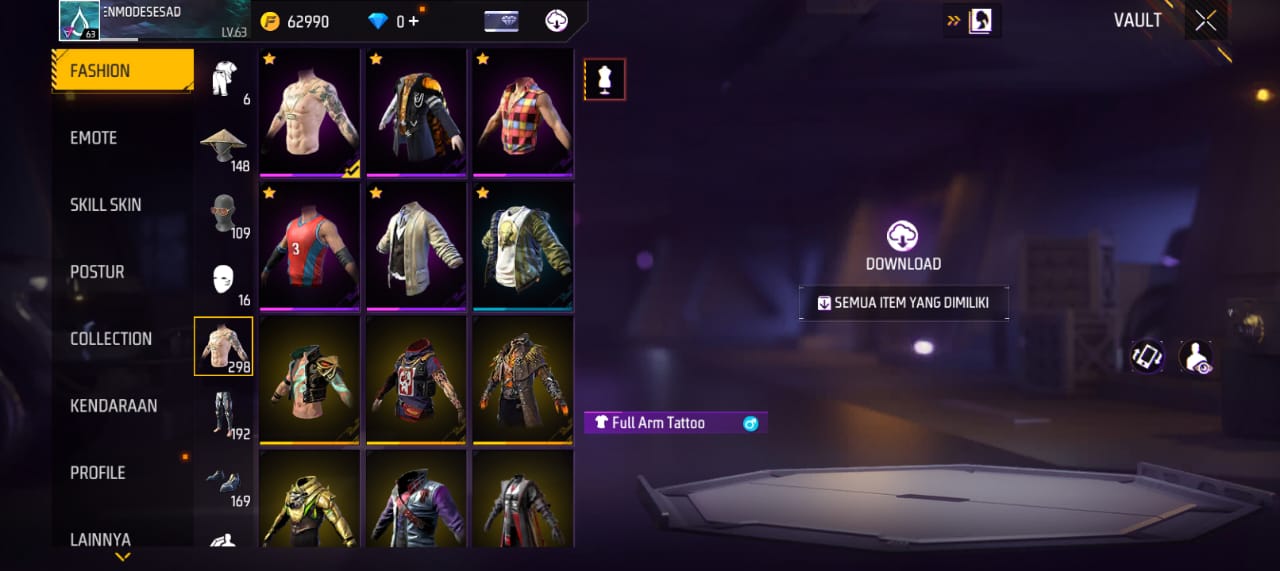 ENMODESESAD
63
LV.63
62990
0 +
VAULT
FASHION
EMOTE
SKILL SKIN
POSTUR
COLLECTION
KENDARAAN
PROFILE
LAINNYA
6
148
109
16
298
192
169
3
DOWNLOAD
SEMUA ITEM YANG DIMILIKI
Full Arm Tattoo